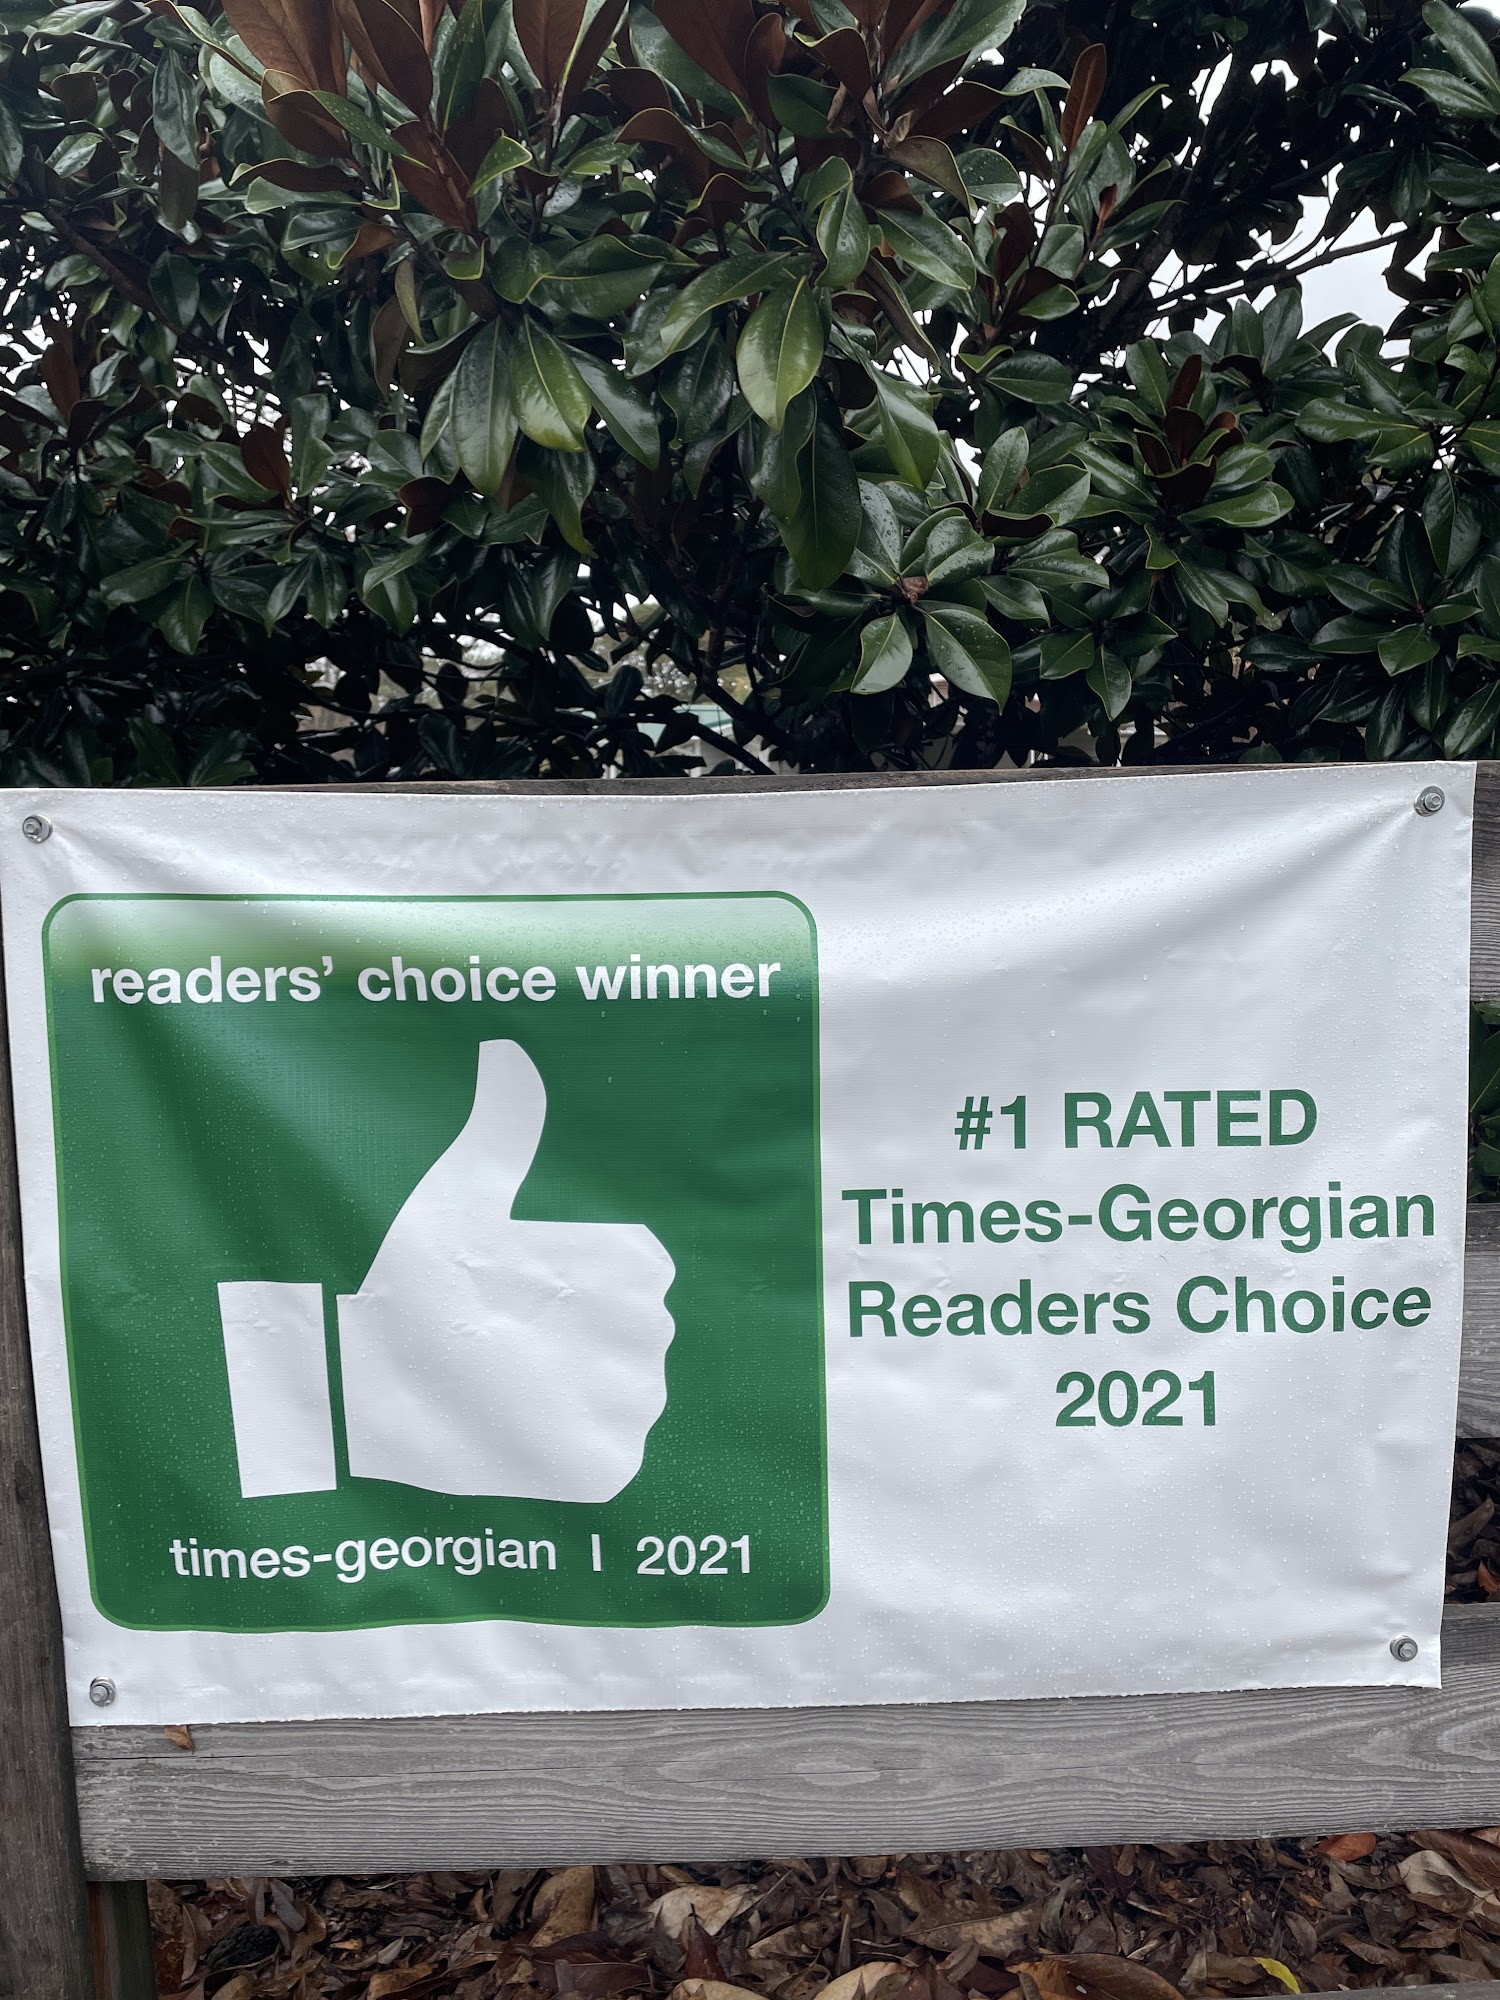 readers’ choice winner
times-georgian | 2021
#1 RATED
Times-Georgian
Readers Choice
2021